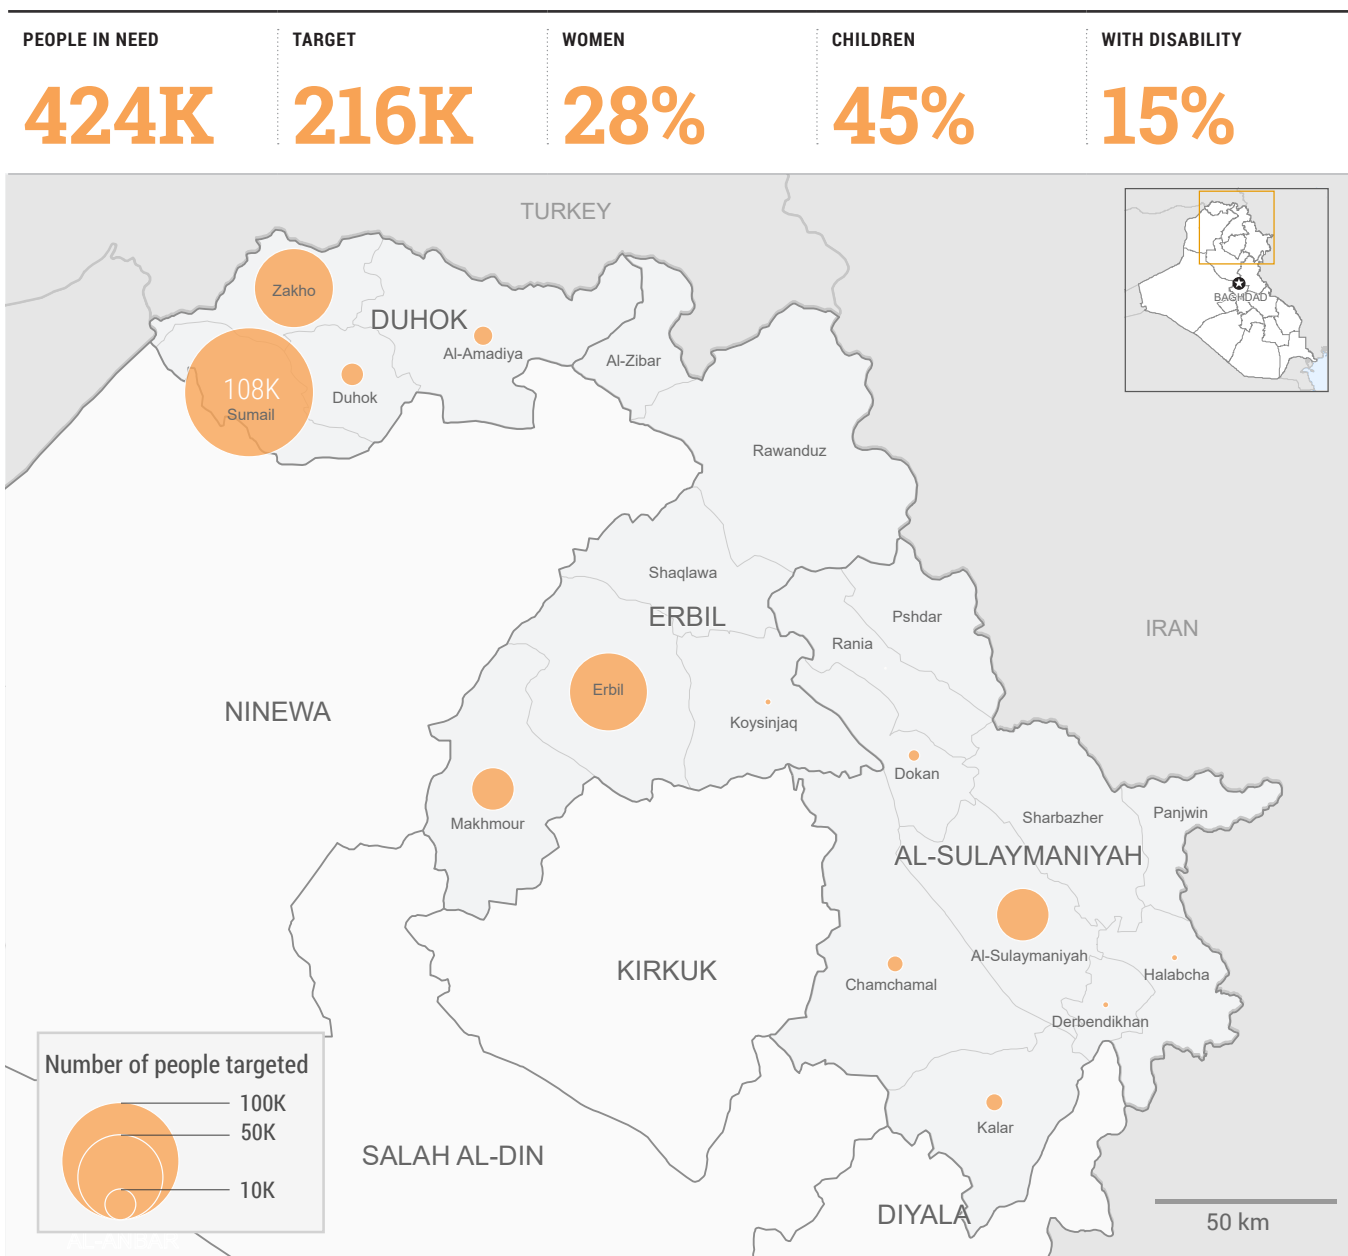 PEOPLE IN NEED
424K
TARGET
216K
WOMEN
28%
CHILDREN
45%
WITH DISABILITY
15%
TURKEY
BAGHDAD
Zakho
DUHOK
Al-Amadiya
Al-Zibar
108K
Sumail
Duhok
Rawanduz
Shaqlawa
ERBIL
Pshdar
Rania
IRAN
Erbil
NINEWA
Koysinjaq
Dokan
Makhmour
Sharbazher
Panjwin
AL-SULAYMANIYAH
Al-Sulaymaniyah
KIRKUK
Chamchamal
Halabcha
Derbendikhan
Number of people targeted
100K
50K
10K
Kalar
SALAH AL-DIN
DIYALA
50 km
AL-ANBAR